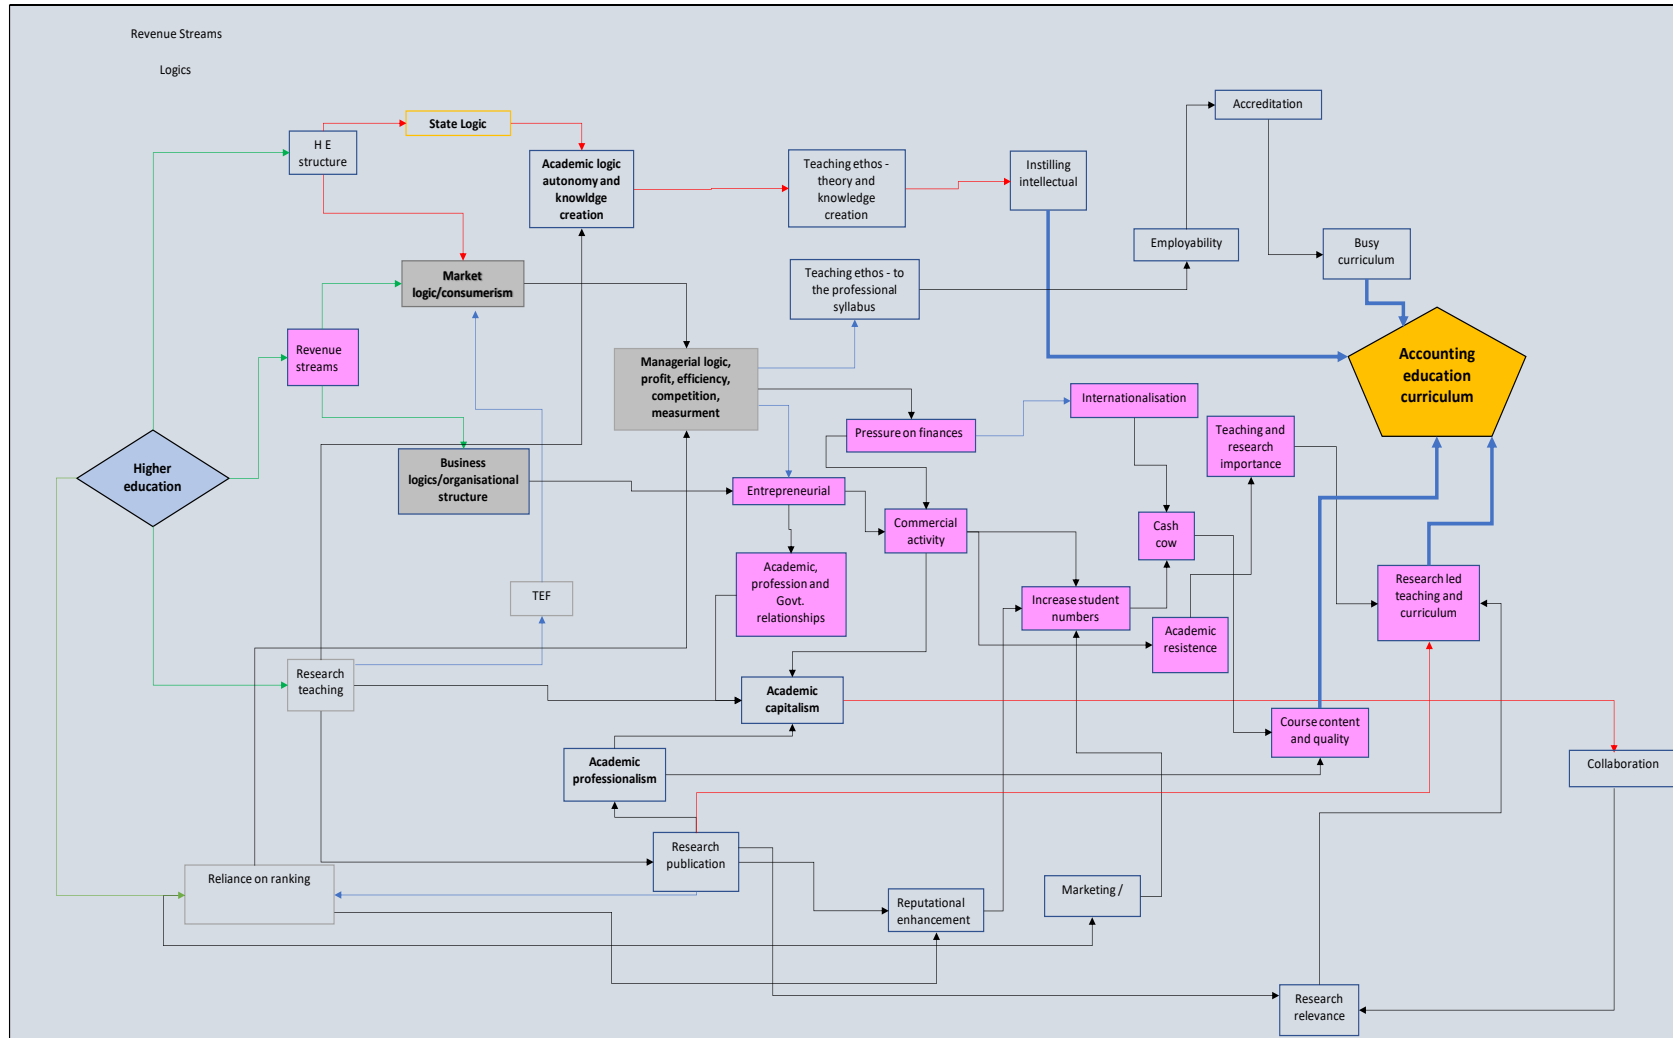 Revenue Streams
Logics
Accreditation
State Logic
H E
structure
Academic logic
autonomy and
knowldge
creation
Teaching ethos -
theory and
knowledge
creation
Instilling
intellectual
Employability
Busy
curriculum
Market
logic/consumerism
Teaching ethos - to
the professional
syllabus
Revenue
streams
Managerial logic,
profit, efficiency,
competition,
measurment
Accounting
education
curriculum
Internationalisation
Pressure on finances
Teaching and
research
importance
Higher
education
Business
logics/organisational
structure
Entrepreneurial
Commercial
activity
Cash
cow
Academic,
profession and
Govt.
relationships
TEF
Increase student
numbers
Research led
teaching and
curriculum
Academic
resistence
Research
teaching
Academic
capitalism
Course content
and quality
Academic
professionalism
Collaboration
Research
publication
Reliance on ranking
Reputational
enhancement
Marketing /
Research
relevance